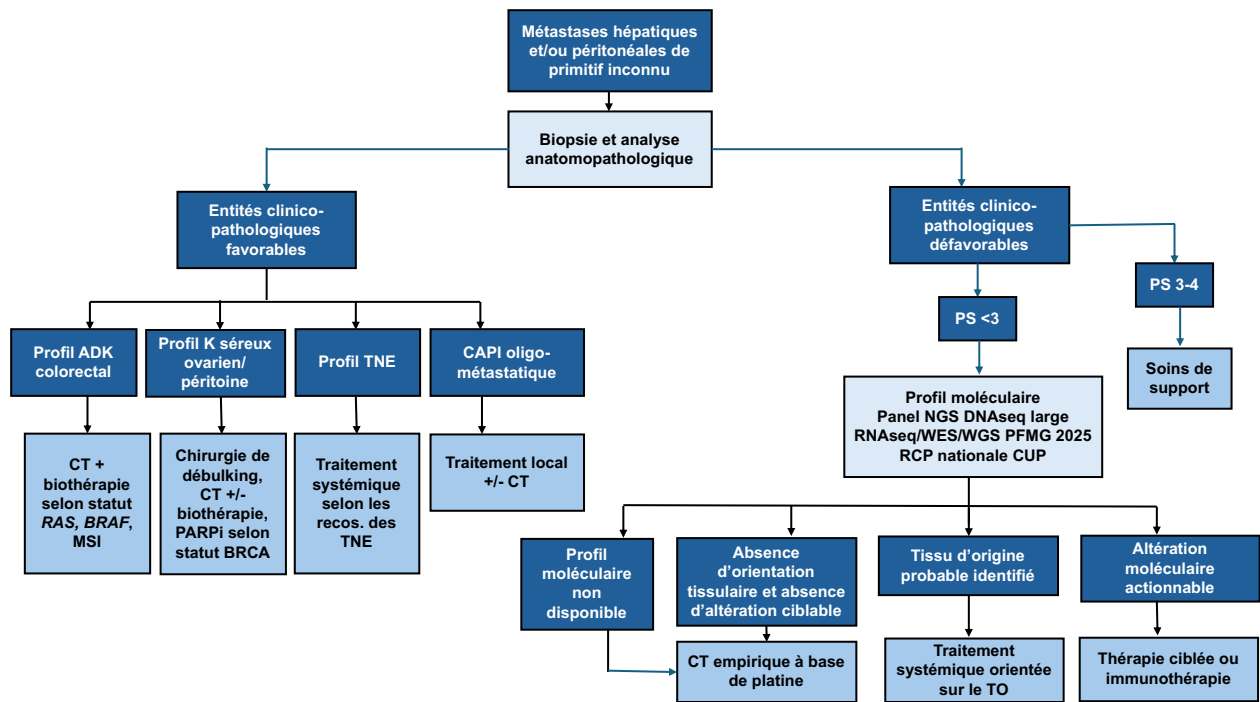 Métastases hépatiques
et/ou péritonéales de
primitif inconnu
Biopsie et analyse
anatomopathologique
Entités clinico-
pathologiques
favorables
Entités clinico-
pathologiques
défavorables
PS <3
PS 3-4
Profil ADK
colorectal
Profil K séreux
ovarien/
péritoine
Profil TNE
CAPI oligo-
métastatique
Soins de
support
Profil moléculaire
Panel NGS DNAseq large
RNAseq/WES/WGS PFMG 2025
RCP nationale CUP
CT +
biothérapie
selon statut
RAS, BRAF,
MSI
Chirurgie de
débulking,
CT +/-
biothérapie,
PARPi selon
statut BRCA
Traitement
systémique
selon les
recos. des
TNE
Traitement local
+/- CT
Profil
moléculaire
non
disponible
Absence
d'orientation
tissulaire et absence
d'altération ciblable
Tissu d'origine
probable identifié
Altération
moléculaire
actionnable
CT empirique à base
de platine
Traitement
systémique orientée
sur le TO
Thérapie ciblée ou
immunothérapie